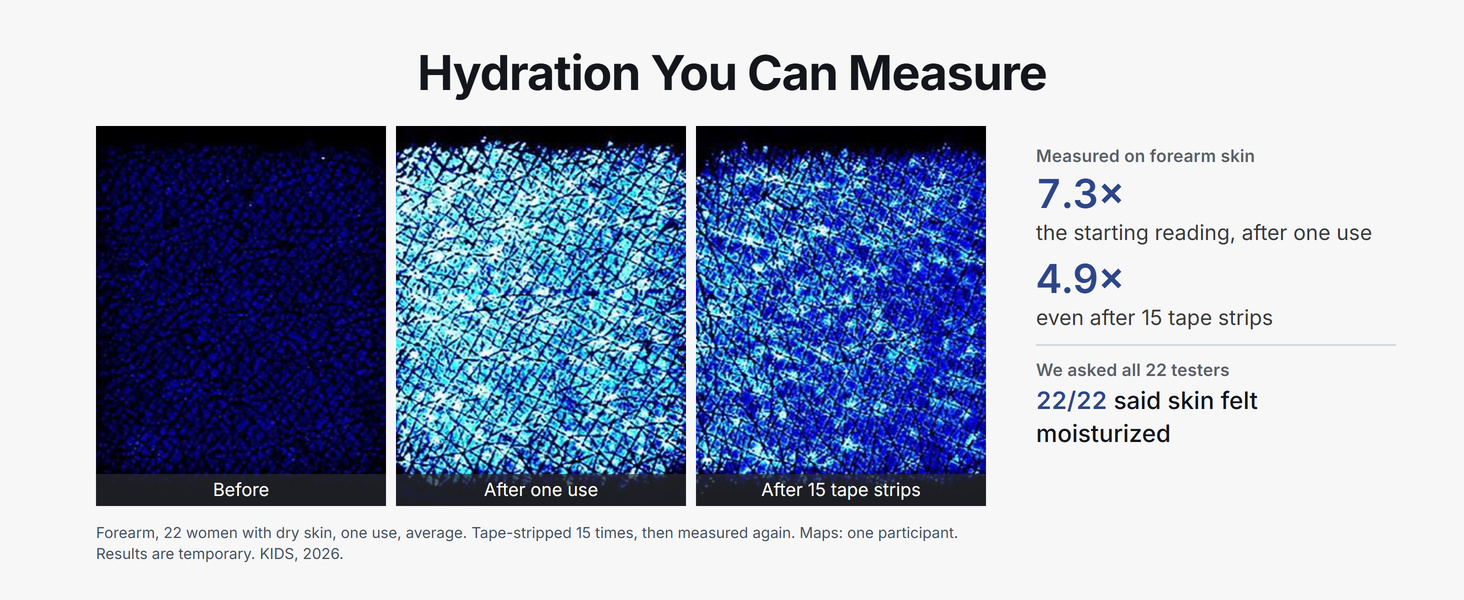 Hydration You Can Measure
Before
After one use
After 15 tape strips
Forearm, 22 women with dry skin, one use, average. Tape-stripped 15 times, then measured again. Maps: one participant.
Results are temporary. KIDS, 2026.
Measured on forearm skin
7.3×
the starting reading, after one use
4.9×
even after 15 tape strips
We asked all 22 testers
22/22 said skin felt
moisturized